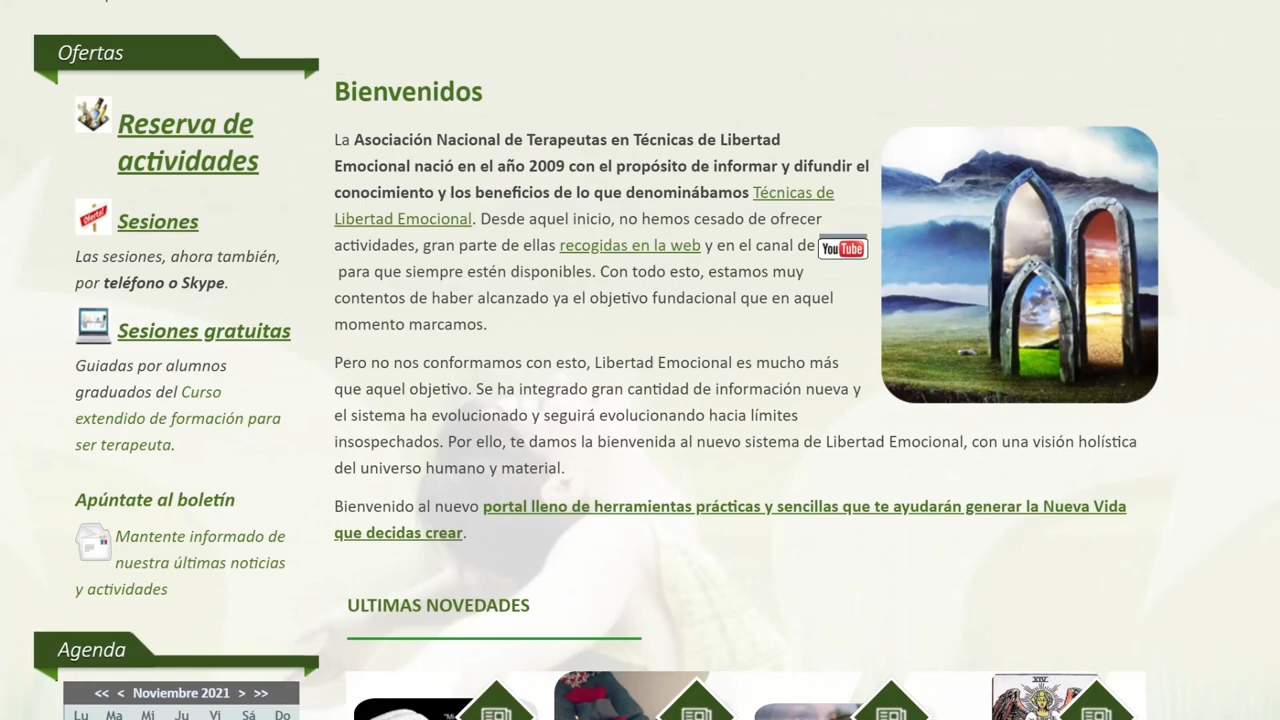 Ofertas
Reserva de
actividades
Sesiones
Las sesiones, ahora también,
por teléfono o Skype.
Sesiones gratuitas
Guiadas por alumnos
graduados del Curso
extendido de formación para
ser terapeuta.
Apúntate al boletín
Mantente informado de
nuestra últimas noticias
y actividades
Agenda
<< < Noviembre 2021 > >>
Lu Ma Mi Ju Vi Sá Do
Bienvenidos
La Asociación Nacional de Terapeutas en Técnicas de Libertad
Emocional nació en el año 2009 con el propósito de informar y difundir el
conocimiento y los beneficios de lo que denominábamos Técnicas de
Libertad Emocional. Desde aquel inicio, no hemos cesado de ofrecer
actividades, gran parte de ellas recogidas en la web y en el canal de YouTube
para que siempre estén disponibles. Con todo esto, estamos muy
contentos de haber alcanzado ya el objetivo fundacional que en aquel
momento marcamos.
Pero no nos conformamos con esto, Libertad Emocional es mucho más
que aquel objetivo. Se ha integrado gran cantidad de información nueva y
el sistema ha evolucionado y seguirá evolucionando hacia límites
insospechados. Por ello, te damos la bienvenida al nuevo sistema de Libertad Emocional, con una visión holística
del universo humano y material.
Bienvenido al nuevo portal lleno de herramientas prácticas y sencillas que te ayudarán generar la Nueva Vida
que decidas crear.
ULTIMAS NOVEDADES
XIV